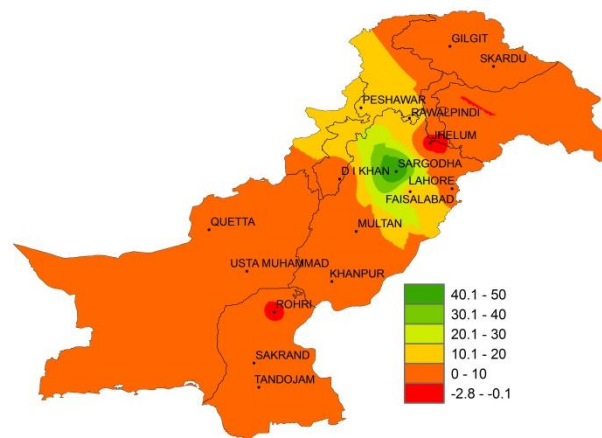 GILGIT
SKARDU
PESHAWAR
RAWALPINDI
JHELUM
SARGODHA
D I KHAN
LAHORE
FAISALABAD
QUETTA
MULTAN
USTA MUHAMMAD
KHANPUR
ROHRI
SAKRAND
TANDOJAM
40.1 - 50
30.1 - 40
20.1 - 30
10.1 - 20
0 - 10
-2.8 - -0.1